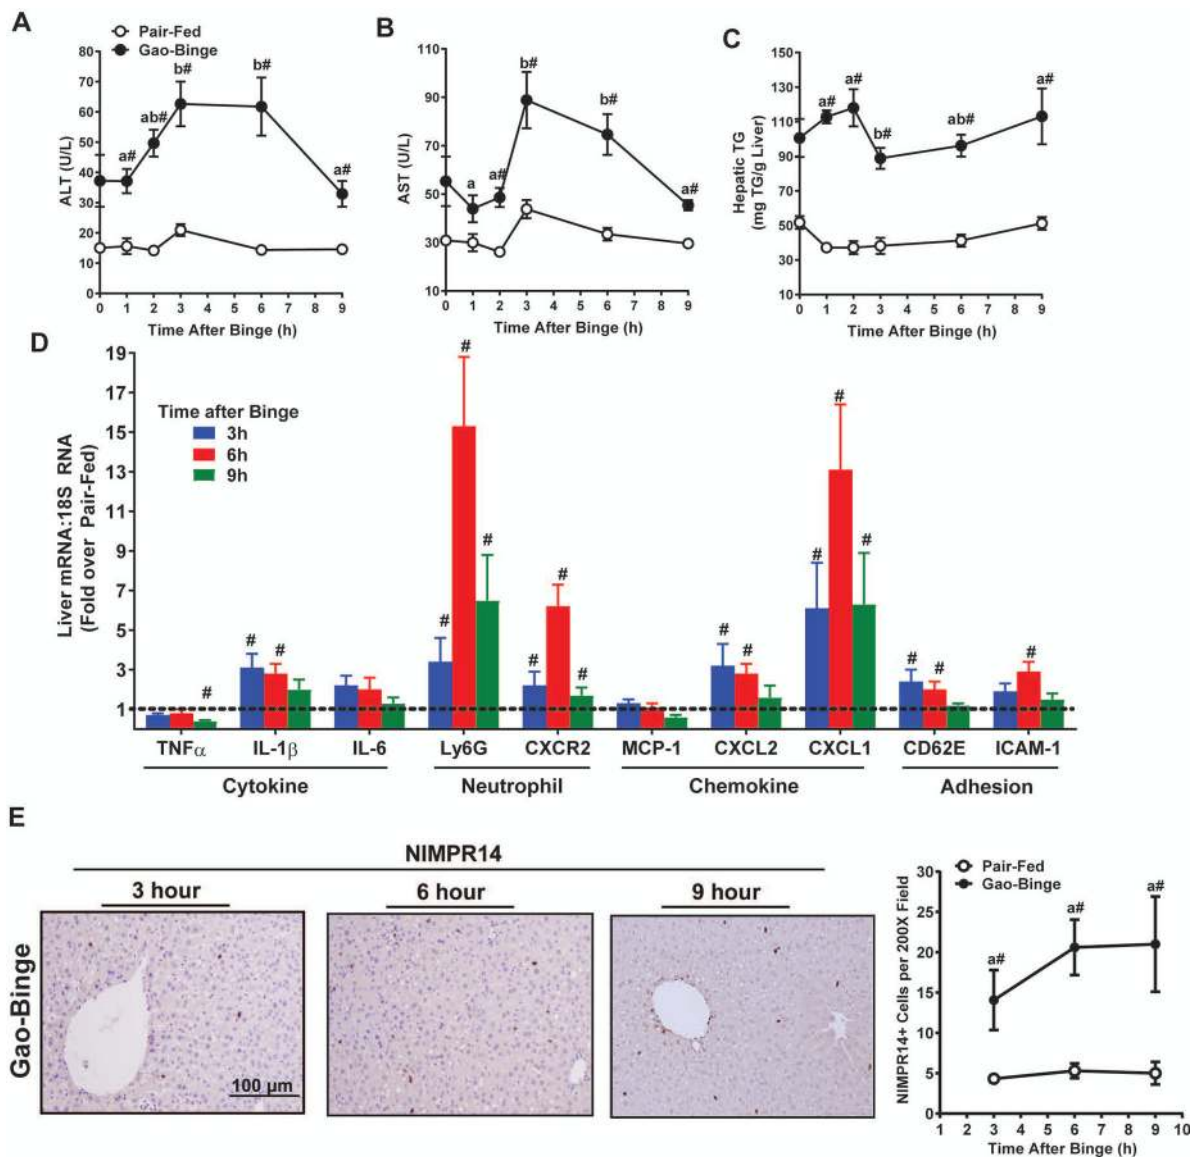 A
Pair-Fed
Gao-Binge
80
70
60
50
40
30
20
10
0
ALT (U/L)
a#
ab#
b#
b#
a#
0 1 2 3 4 5 6 7 8 9
Time After Binge (h)
B
110
90
70
50
30
10
AST (U/L)
a
a#
b#
b#
a#
0 1 2 3 4 5 6 7 8 9
Time After Binge (h)
C
150
130
110
90
70
50
30
10
Hepatic TG
(mg TG/g Liver)
a#
a#
b#
ab#
a#
0 1 2 3 4 5 6 7 8 9
Time After Binge (h)
D
19
17
15
13
11
9
7
5
3
1
Liver mRNA:18S RNA
(Fold over Pair-Fed)
Time after Binge
3h
6h
9h
# # # # # # # # # # # # # # # # # #
TNFα IL-1β IL-6 Ly6G CXCR2 MCP-1 CXCL2 CXCL1 CD62E ICAM-1
Cytokine Neutrophil Chemokine Adhesion
E
NIMPR14
3 hour 6 hour 9 hour
Gao-Binge
100 μm
Pair-Fed
Gao-Binge
30
25
20
15
10
5
0
NIMPR14+ Cells per 200X Field
a#
a#
a#
1 2 3 4 5 6 7 8 9 10
Time After Binge (h)